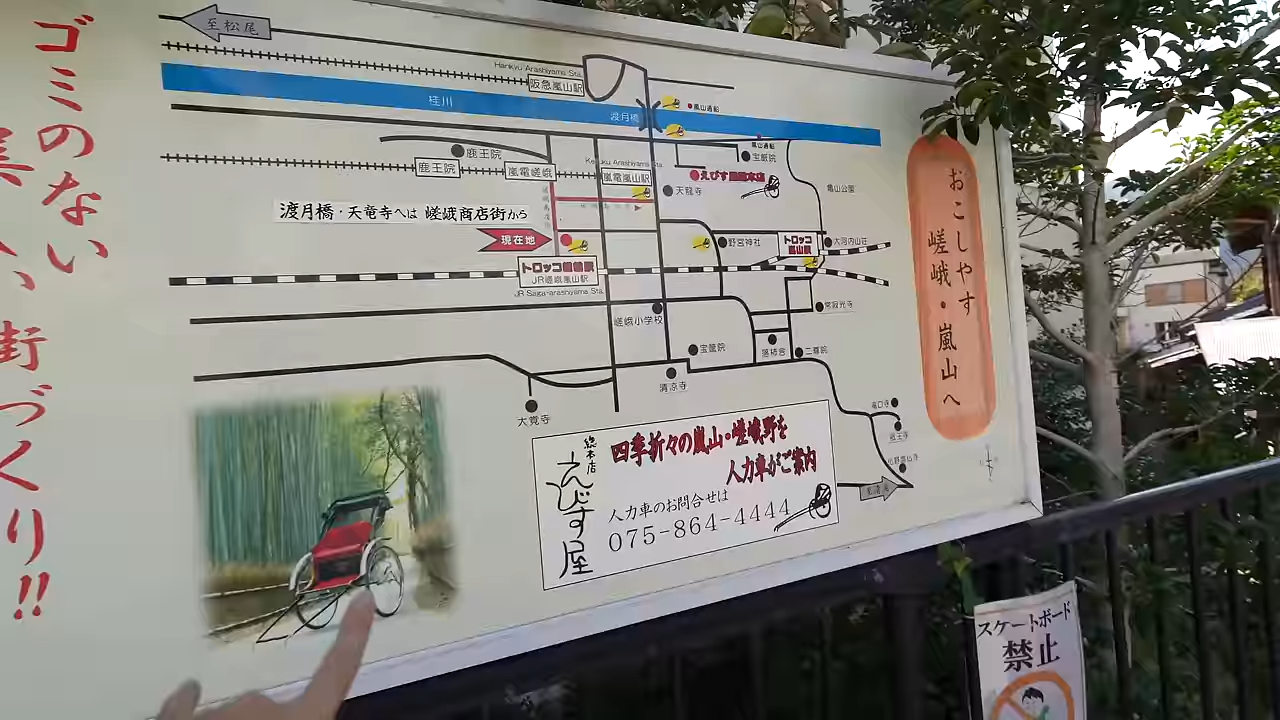 ゴミのない
街づくり!!
至松尾
Hankyu Arashiyama Sta.
阪急嵐山駅
桂川
渡月橋
嵐山通船
嵐山通船
鹿王院
鹿王院
嵐電嵯峨
嵐電嵐山駅
えびす屋総本店
宝厳院
天龍寺
亀山公園
渡月橋・天竜寺へは 嵯峨商店街から
現在地
野宮神社
トロッコ
嵐山駅
大河内山荘
トロッコ嵯峨駅
JR嵯峨嵐山駅
JR Saga-arashiyama Sta.
嵯峨小学校
常寂光寺
宝筐院
落柿舎
二尊院
清凉寺
大覚寺
おこしやす
嵯峨・嵐山へ
総本店
えびす屋
四季折々の嵐山・嵯峨野を
人力車がご案内
人力車のお問合せは
075-864-4444
スケートボード
禁止